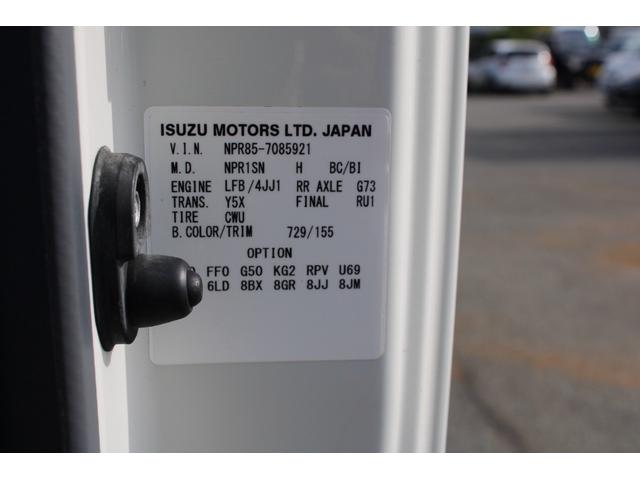 ISUZU MOTORS LTD. JAPAN
V.I.N. NPR85-7085921
M.D. NPR1SN H BC/BI
ENGINE LFB/4JJ1 RR AXLE G73
TRANS. Y5X FINAL RU1
TIRE CWU
B.COLOR/TRIM 729/155
OPTION
FF0 G50 KG2 RPV U69
6LD 8BX 8GR 8JJ 8JM